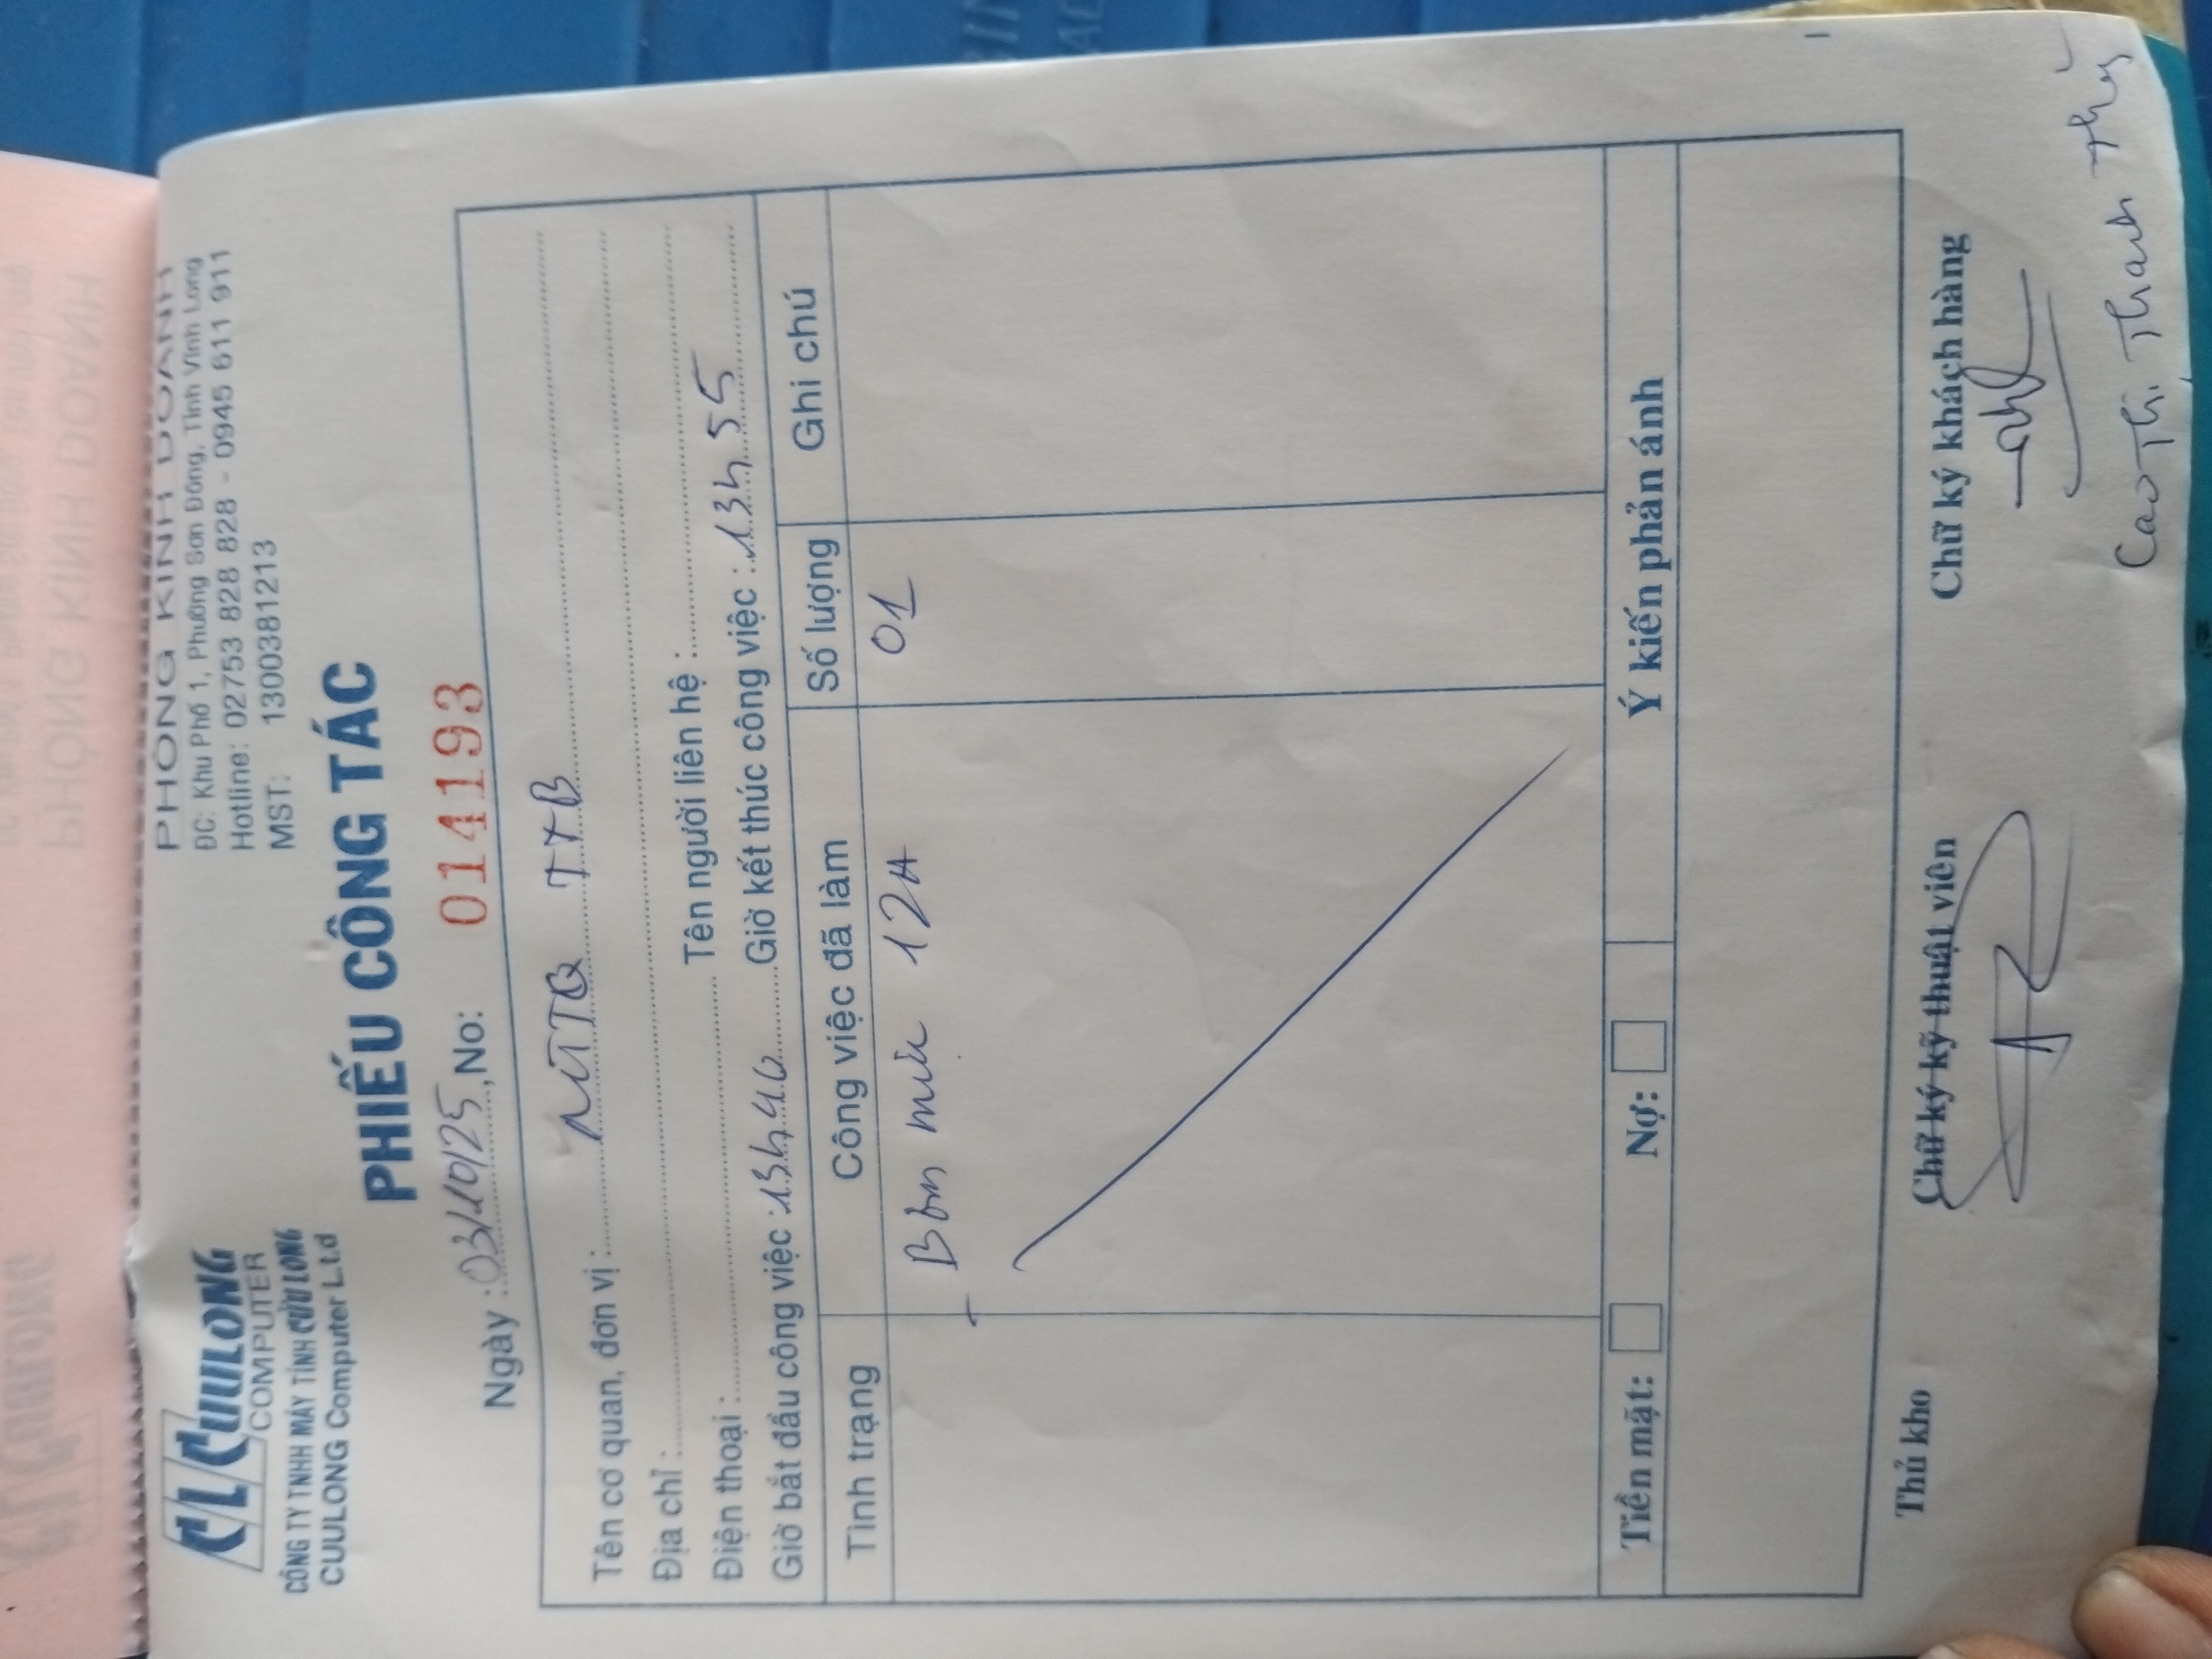 CL CUULONG
COMPUTER
CÔNG TY TNHH MÁY TÍNH CỬU LONG
CUULONG Computer L.t.d
PHÒNG KINH DOANH
ĐC: Khu Phố 1, Phường Sơn Đông, Tỉnh Vĩnh Long
Hotline: 02753 828 828 - 0945 611 911
MST: 1300381213
PHIẾU CÔNG TÁC
Ngày : 03/10/25, No: 014193
Tên cơ quan, đơn vị : TTB
Địa chỉ :
Điện thoại : Tên người liên hệ :
Giờ bắt đầu công việc : 13h46 Giờ kết thúc công việc : 13h55
Tình trạng Công việc đã làm Số lượng Ghi chú
- Bơm mực 12A 01
Tiền mặt: Nợ: Ý kiến phản ánh
Thủ kho Chữ ký kỹ thuật viên Chữ ký khách hàng
Cao Thị Thanh Thủy